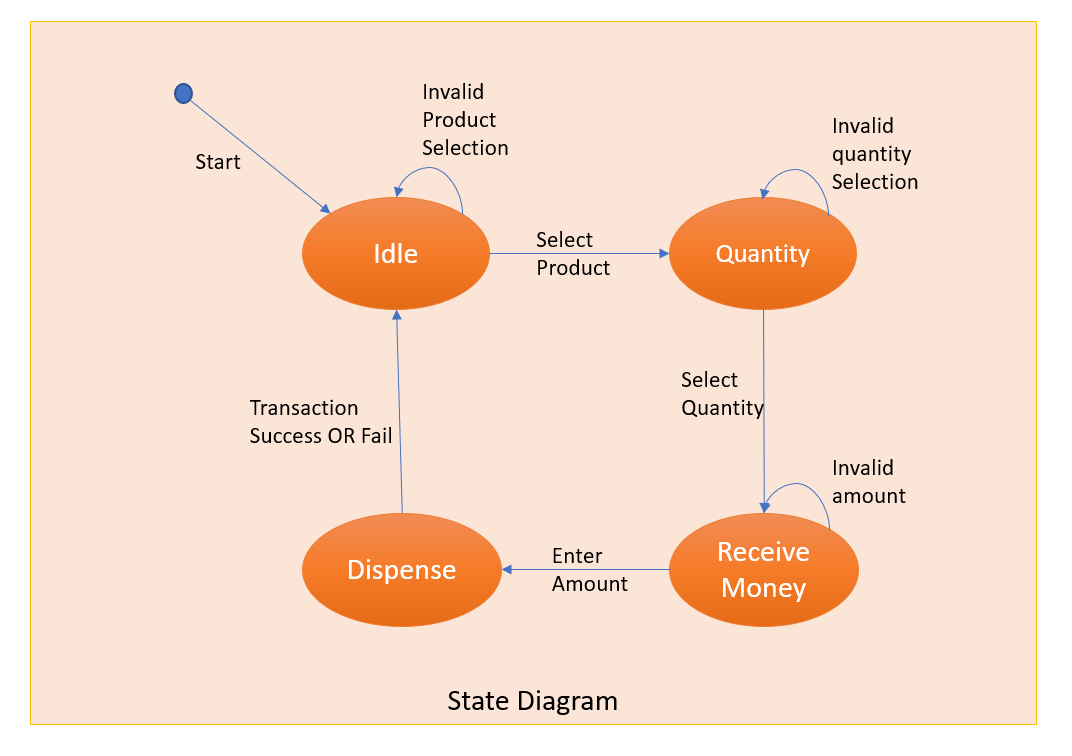 Invalid
Product
Selection
Invalid
quantity
Selection
Start
Idle
Select
Product
Quantity
Select
Quantity
Transaction
Success OR Fail
Invalid
amount
Dispense
Enter
Amount
Receive
Money
State Diagram